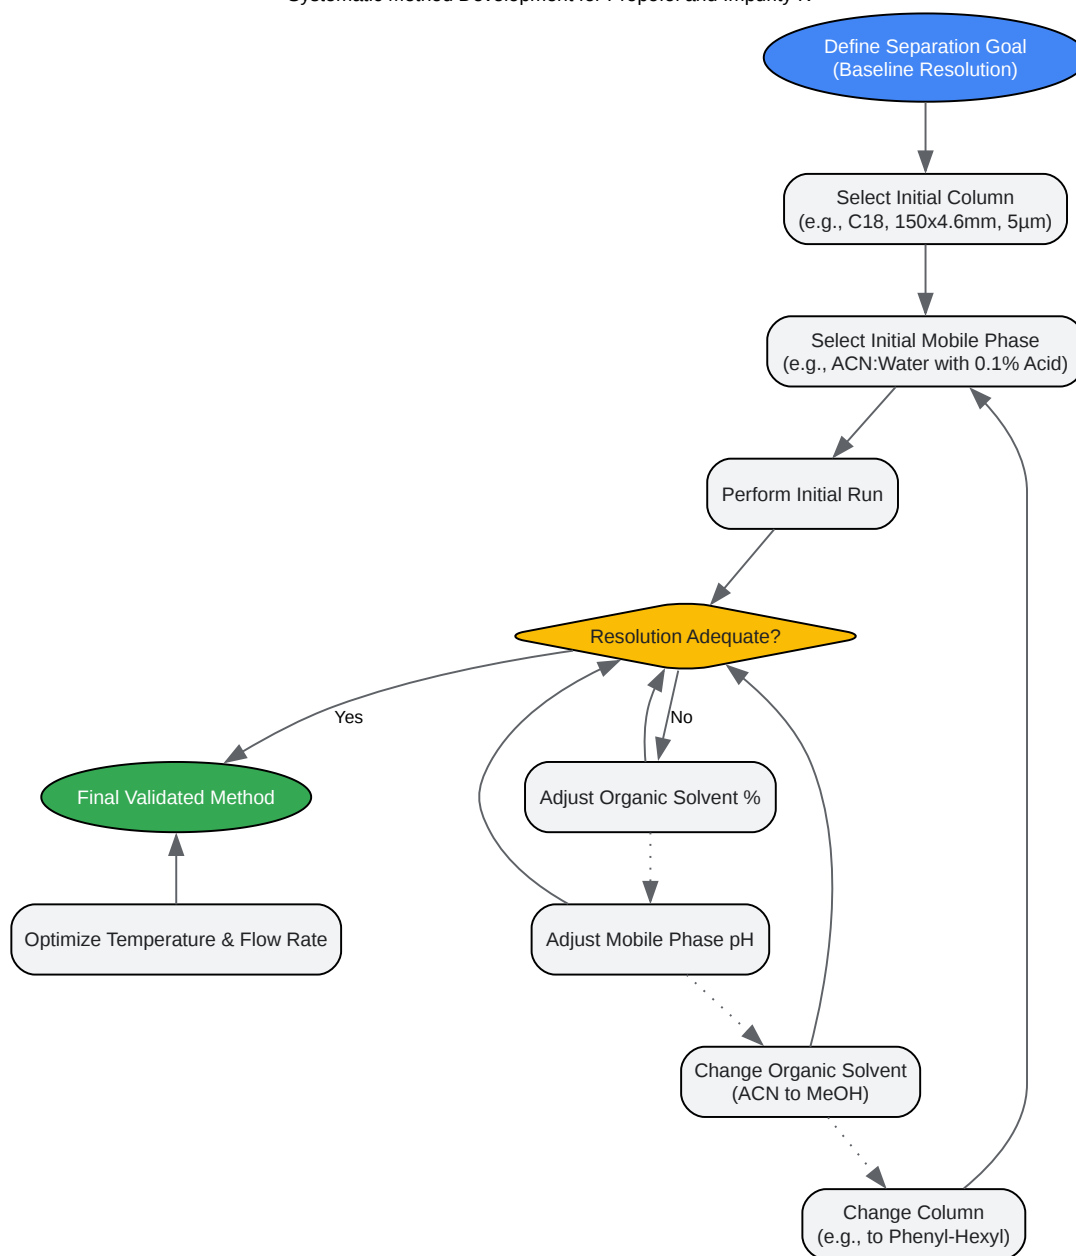 Define Separation Goal
(Baseline Resolution)
Select Initial Column
(e.g., C18, 150x4.6mm, 5µm)
Select Initial Mobile Phase
(e.g., ACN:Water with 0.1% Acid)
Perform Initial Run
Resolution Adequate?
Yes
No
Final Validated Method
Adjust Organic Solvent %
Optimize Temperature & Flow Rate
Adjust Mobile Phase pH
Change Organic Solvent
(ACN to MeOH)
Change Column
(e.g., to Phenyl-Hexyl)